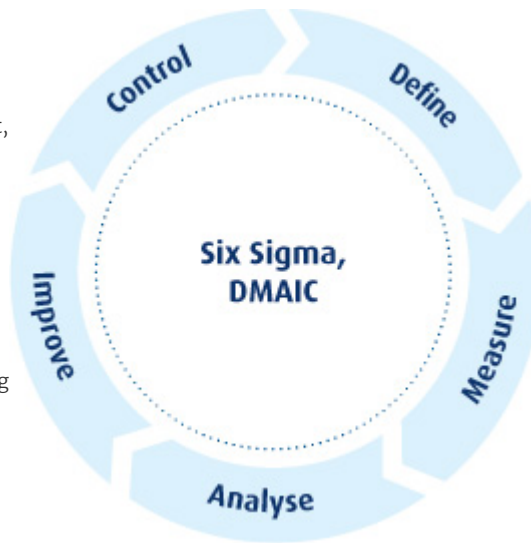 Control
Define
Six Sigma,
DMAIC
Improve
Measure
Analyse